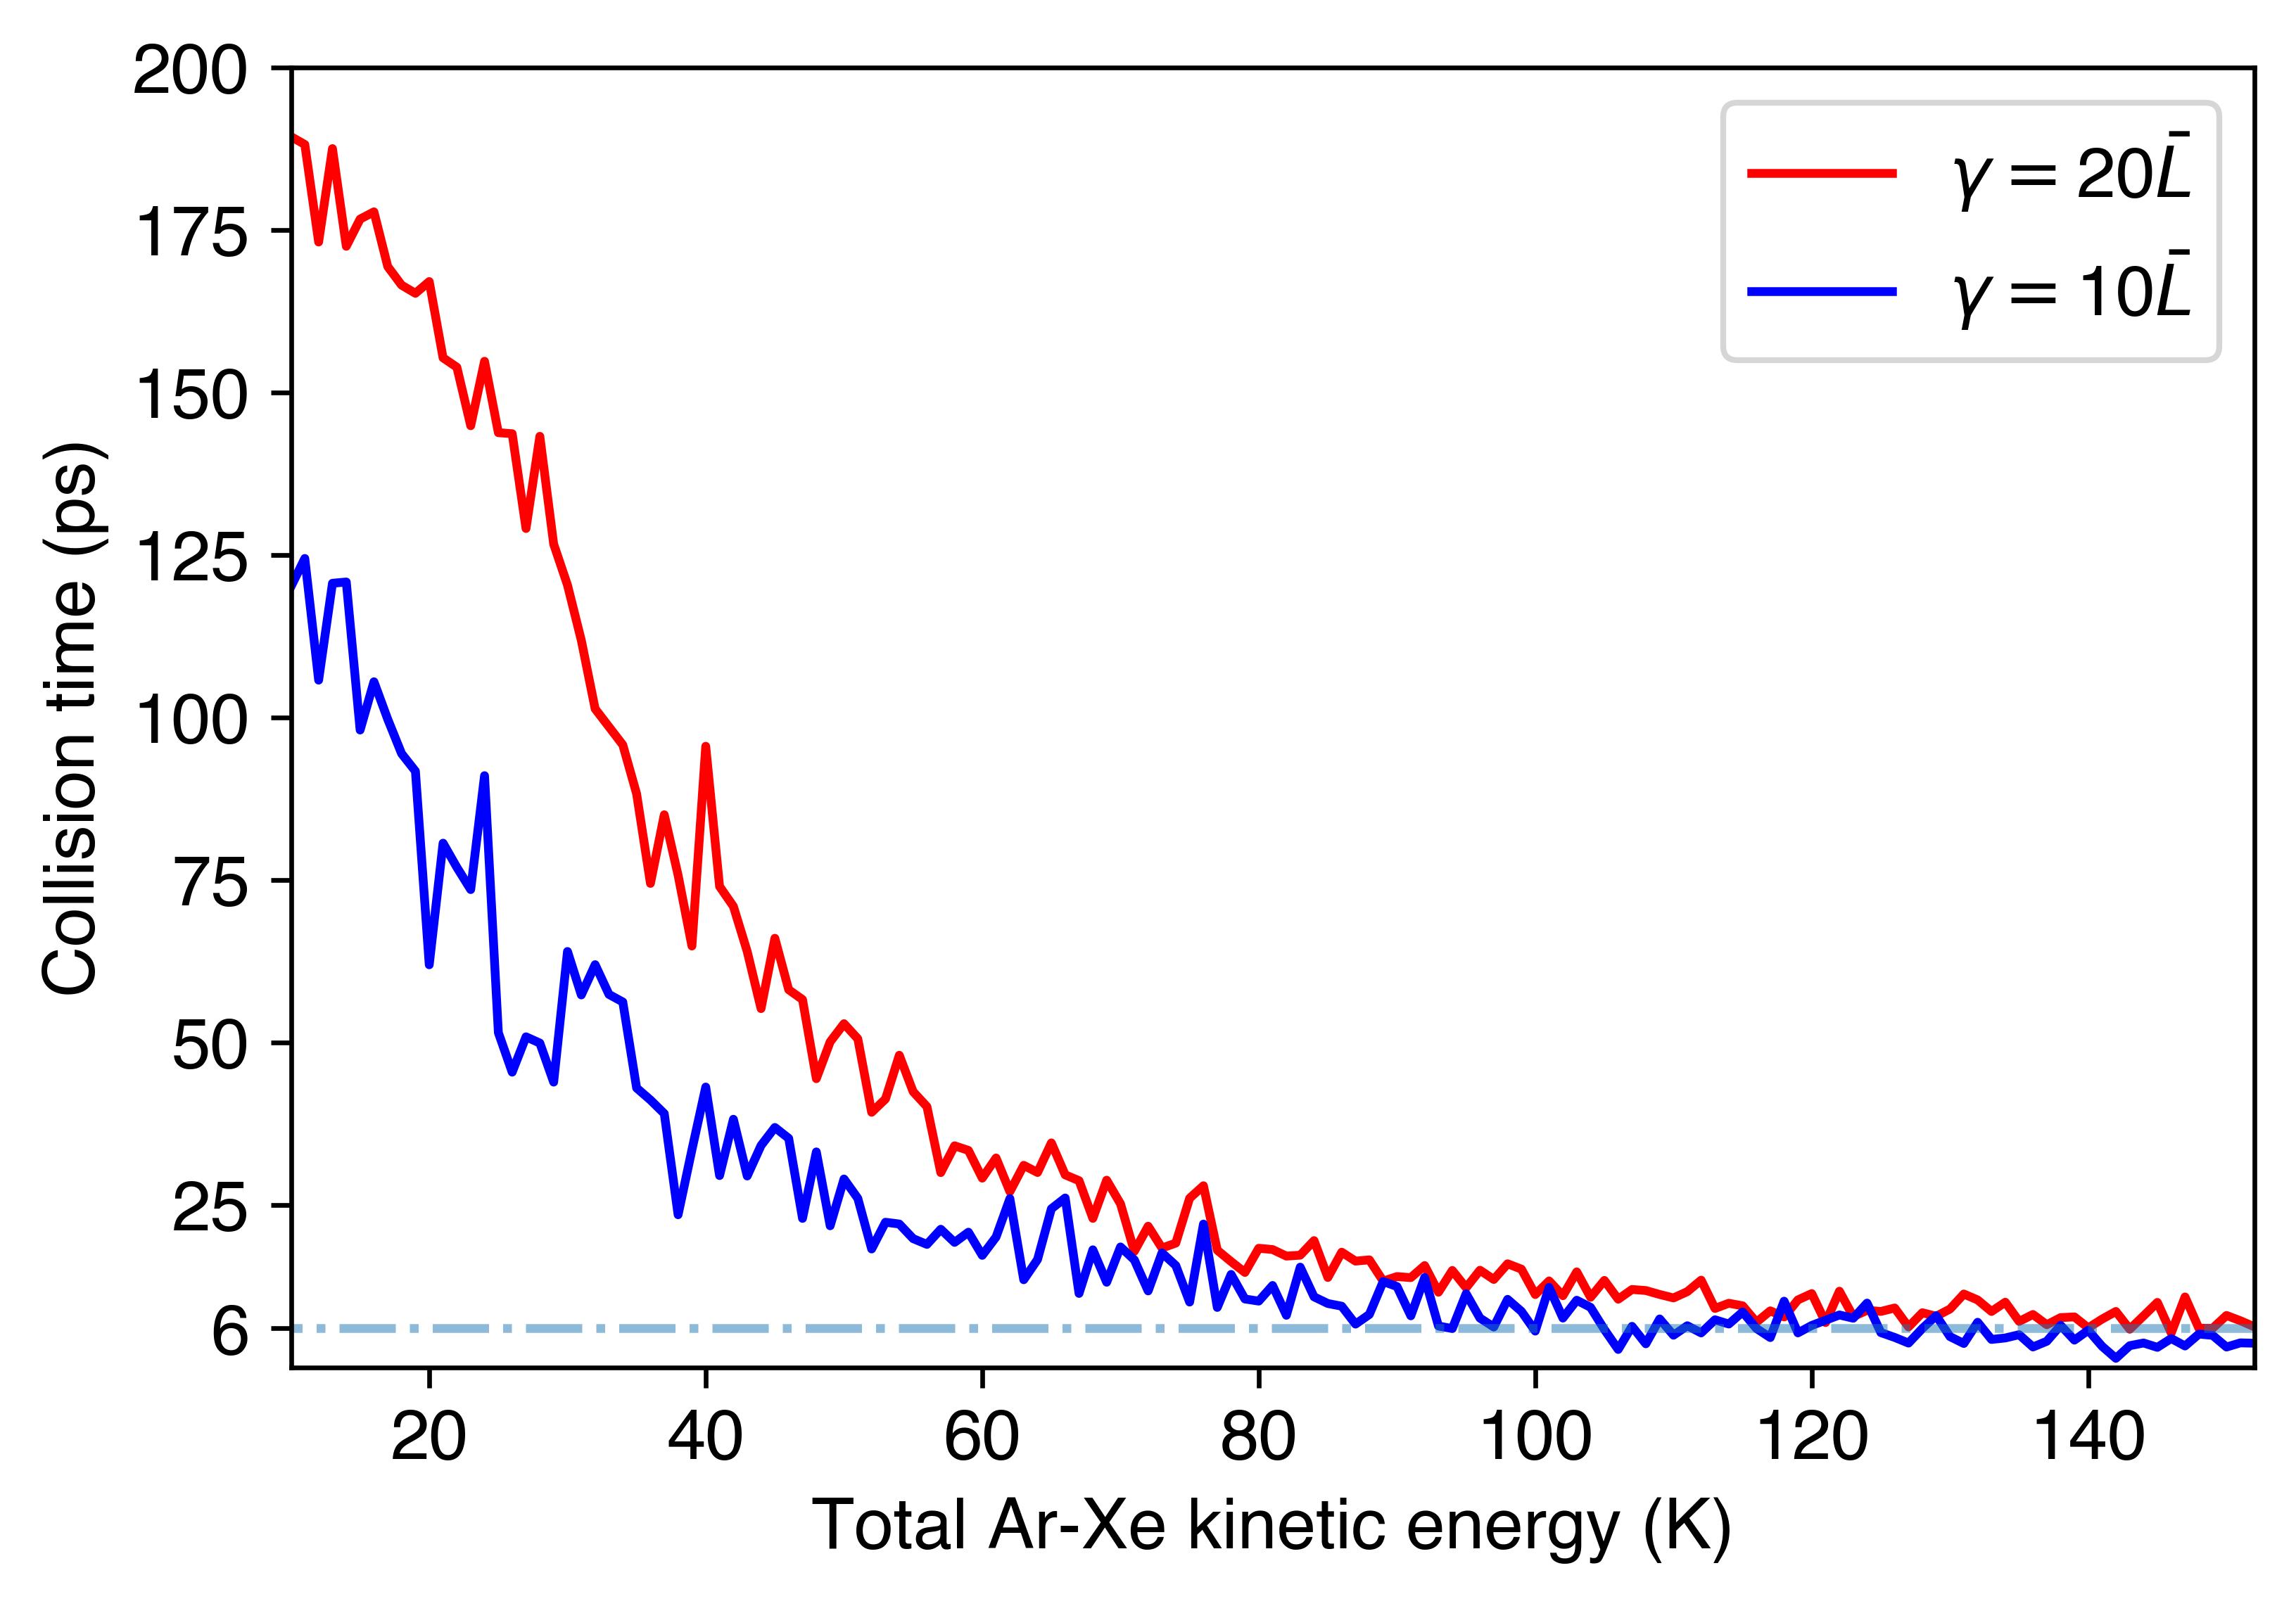 200
175
150
125
100
75
50
25
6
Collision time (ps)
γ = 20L̄
γ = 10L̄
20 40 60 80 100 120 140
Total Ar-Xe kinetic energy (K)